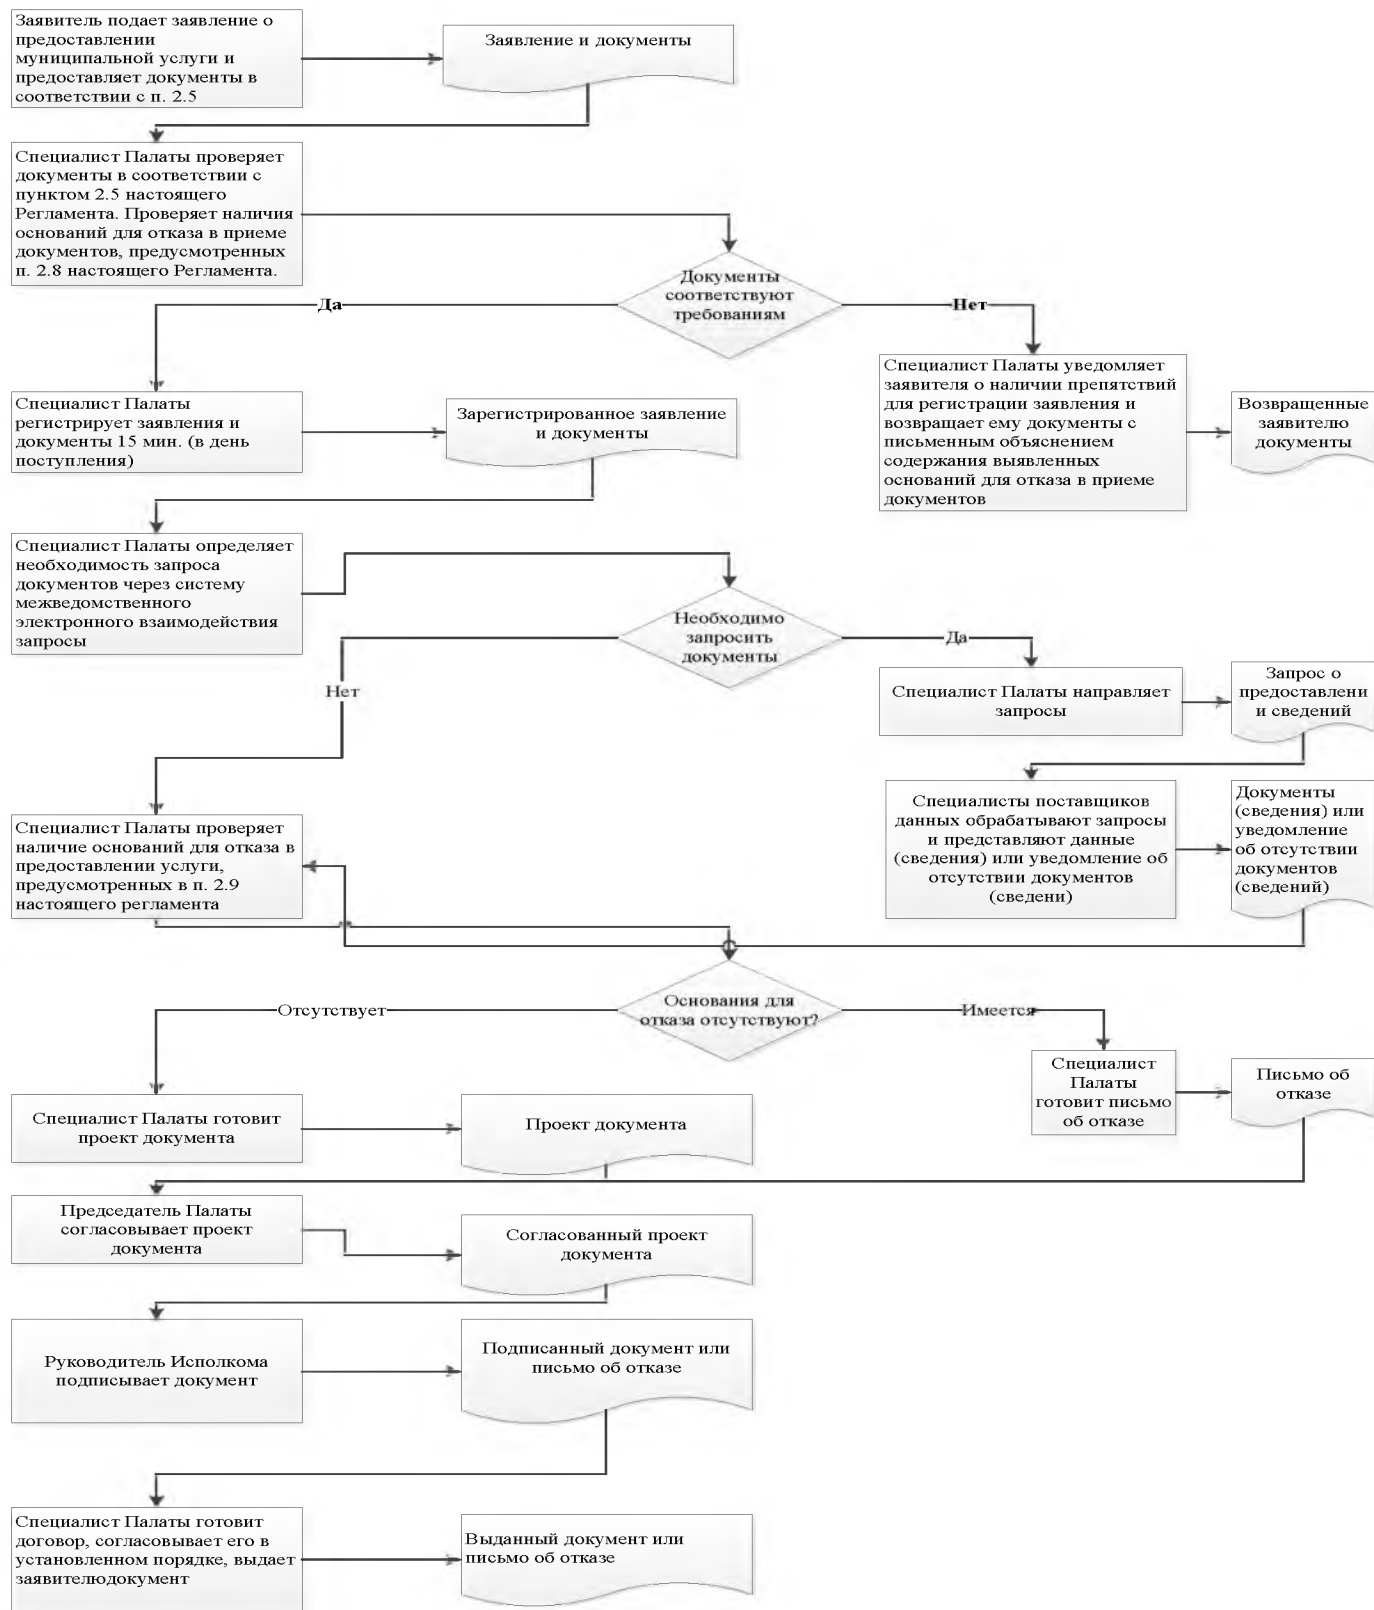 Заявитель подает заявление о
предоставлении
муниципальной услуги и
предоставляет документы в
соответствии с п. 2.5
Заявление и документы
Специалист Палаты проверяет
документы в соответствии с
пунктом 2.5 настоящего
Регламента. Проверяет наличия
оснований для отказа в приеме
документов, предусмотренных
п. 2.8 настоящего Регламента.
Документы
соответствуют
требованиям
Да
Нет
Специалист Палаты
регистрирует заявления и
документы 15 мин. (в день
поступления)
Зарегистрированное заявление
и документы
Специалист Палаты уведомляет
заявителя о наличии препятствий
для регистрации заявления и
возвращает ему документы с
письменным объяснением
содержания выявленных
оснований для отказа в приеме
документов
Возвращенные
заявителю
документы
Специалист Палаты определяет
необходимость запроса
документов через систему
межведомственного
электронного взаимодействия
запросы
Необходимо
запросить
документы
Да
Нет
Специалист Палаты направляет
запросы
Запрос о
предоставлени
и сведений
Специалисты поставщиков
данных обрабатывают запросы
и представляют данные
(сведения) или уведомление об
отсутствии документов
(сведени)
Документы
(сведения) или
уведомление
об отсутствии
документов
(сведений)
Специалист Палаты проверяет
наличие оснований для отказа в
предоставлении услуги,
предусмотренных в п. 2.9
настоящего регламента
Основания для
отказа отсутствуют?
Отсутствует
Имеется
Специалист
Палаты
готовит письмо
об отказе
Письмо об
отказе
Специалист Палаты готовит
проект документа
Проект документа
Председатель Палаты
согласовывает проект
документа
Согласованный проект
документа
Руководитель Исполкома
подписывает документ
Подписанный документ или
письмо об отказе
Специалист Палаты готовит
договор, согласовывает его в
установленном порядке, выдает
заявителюдокумент
Выданный документ или
письмо об отказе